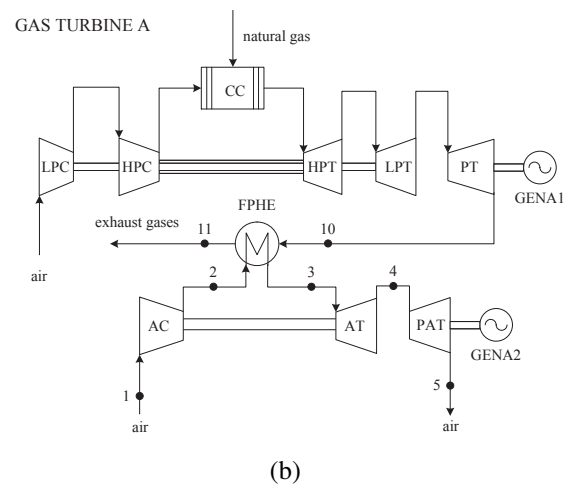 GAS TURBINE A
natural gas
CC
LPC
HPC
HPT
LPT
PT
GENA1
FPHE
exhaust gases
11
10
air
2
3
4
AC
AT
PAT
GENA2
1
5
air
air
(b)